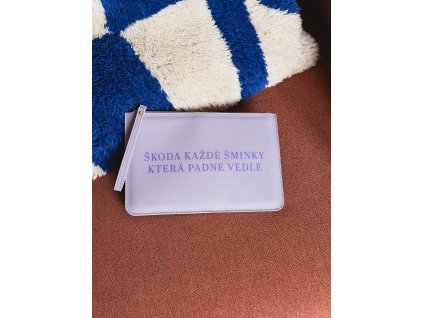 ŠKODA KAŽDÉ ŠMINKY
KTERÁ PADNE VEDLE